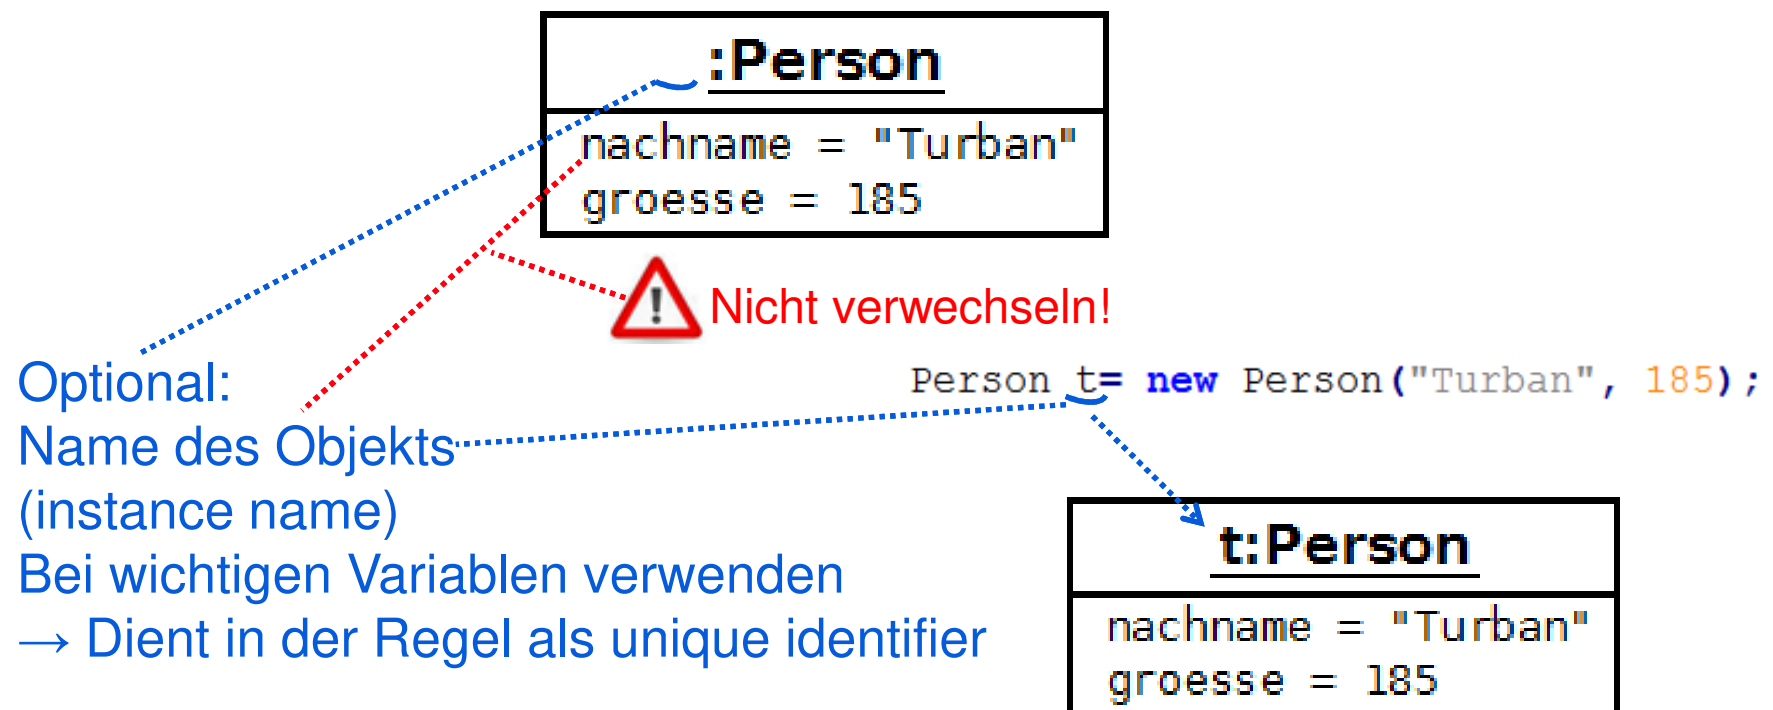 :Person
nachname = "Turban"
groesse = 185
Nicht verwechseln!
Optional:
Name des Objekts
(instance name)
Bei wichtigen Variablen verwenden
→ Dient in der Regel als unique identifier
Person t= new Person("Turban", 185);
t:Person
nachname = "Turban"
groesse = 185